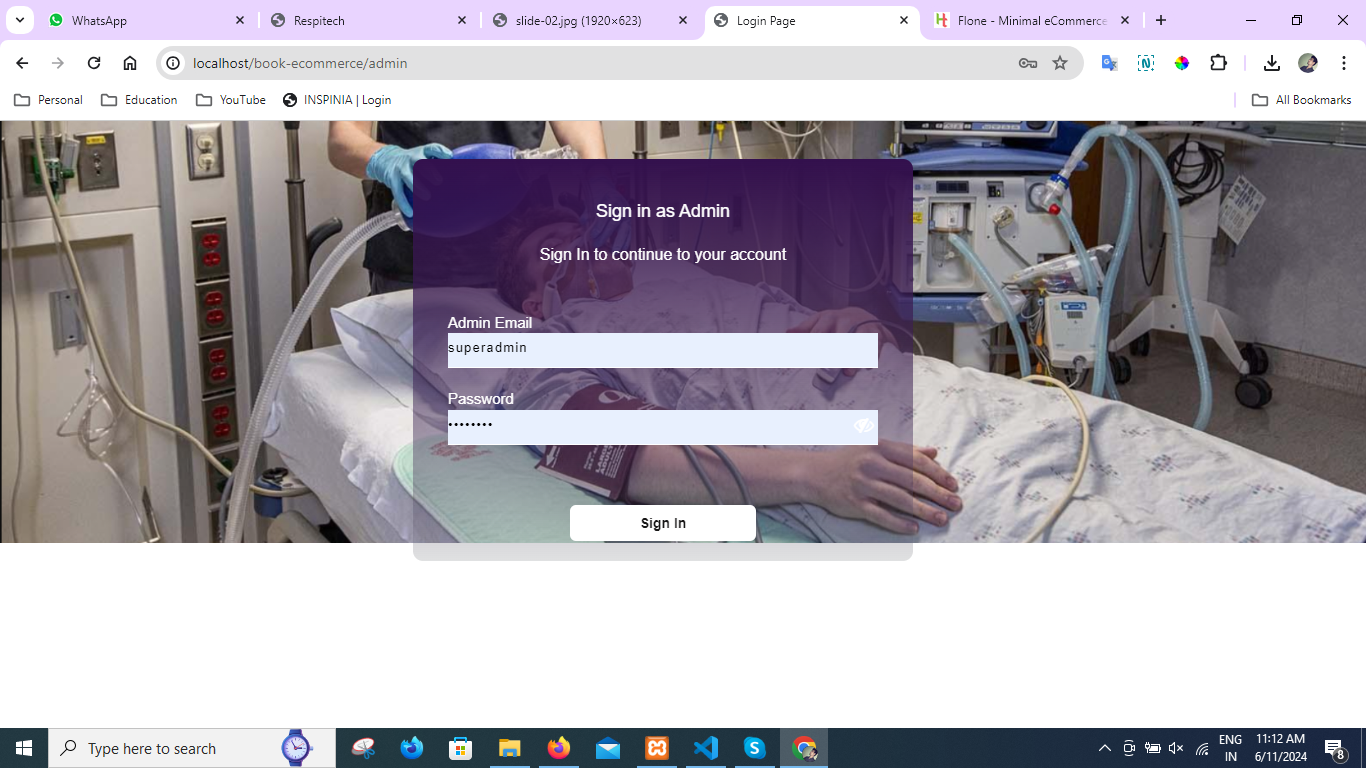 WhatsApp
Respitech
slide-02.jpg (1920×623)
Login Page
Flone - Minimal eCommerce
localhost/book-ecommerce/admin
Personal
Education
YouTube
INSPINIA | Login
All Bookmarks
Sign in as Admin
Sign In to continue to your account
Admin Email
superadmin
Password
••••••••
Sign In
Type here to search
ENG
IN
11:12 AM
6/11/2024
8